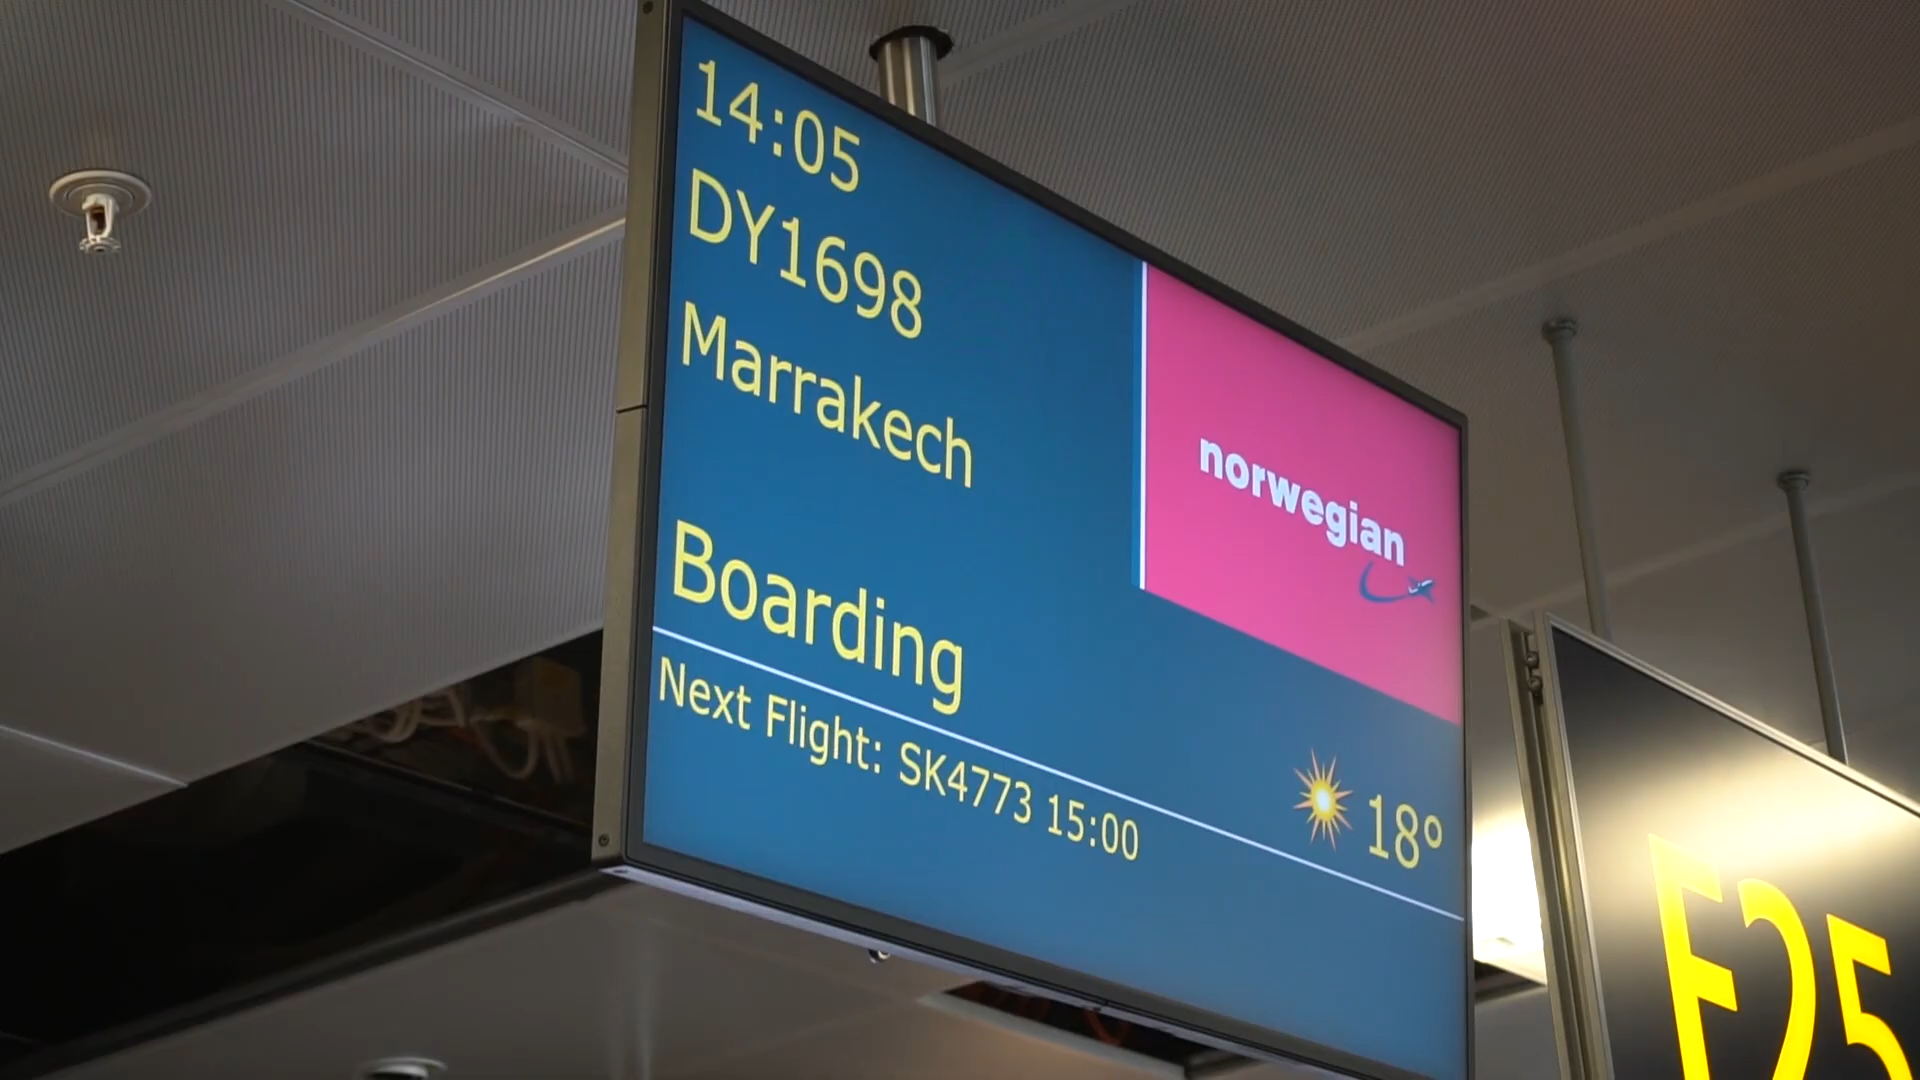 14:05
DY1698
Marrakech
norwegian
Boarding
18°
Next Flight: SK4773 15:00
F25